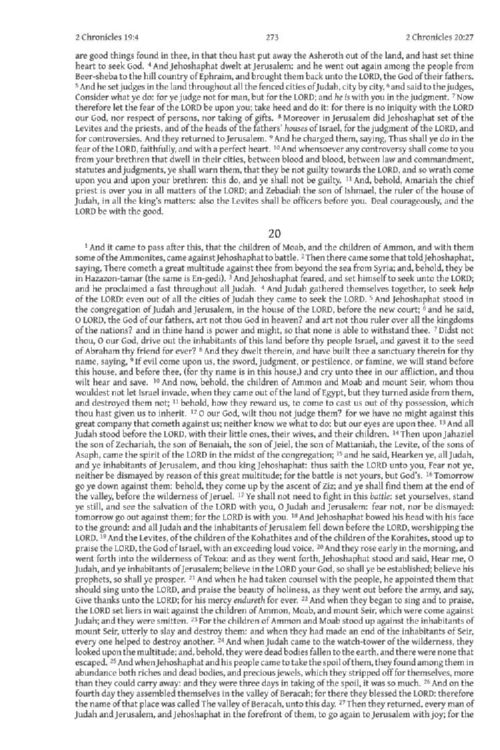 2 Chronicles 19:4 273 2 Chronicles 20:27
are good things found in thee, in that thou hast put away the Asheroth out of the land, and hast set thine
heart to seek God. 4 And Jehoshaphat dwelt at Jerusalem: and he went out again among the people from
Beer-sheba to the hill country of Ephraim, and brought them back unto the LORD, the God of their fathers.
5 And he set judges in the land throughout all the fenced cities of Judah, city by city, 6 and said to the judges,
Consider what ye do: for ye judge not for man, but for the LORD; and he is with you in the judgment. 7 Now
therefore let the fear of the LORD be upon you; take heed and do it: for there is no iniquity with the LORD
our God, nor respect of persons, nor taking of gifts. 8 Moreover in Jerusalem did Jehoshaphat set of the
Levites and the priests, and of the heads of the fathers' houses of Israel, for the judgment of the LORD, and
for controversies. And they returned to Jerusalem. 9 And he charged them, saying, Thus shall ye do in the
fear of the LORD, faithfully, and with a perfect heart. 10 And whensoever any controversy shall come to you
from your brethren that dwell in their cities, between blood and blood, between law and commandment,
statutes and judgments, ye shall warn them, that they be not guilty towards the LORD, and so wrath come
upon you and upon your brethren: this do, and ye shall not be guilty. 11 And, behold, Amariah the chief
priest is over you in all matters of the LORD; and Zebadiah the son of Ishmael, the ruler of the house of
Judah, in all the king's matters: also the Levites shall be officers before you. Deal courageously, and the
LORD be with the good.
20
1 And it came to pass after this, that the children of Moab, and the children of Ammon, and with them
some of the Ammonites, came against Jehoshaphat to battle. 2 Then there came some that told Jehoshaphat,
saying, There cometh a great multitude against thee from beyond the sea from Syria; and, behold, they be
in Hazazon-tamar (the same is En-gedi). 3 And Jehoshaphat feared, and set himself to seek unto the LORD;
and he proclaimed a fast throughout all Judah. 4 And Judah gathered themselves together, to seek help
of the LORD: even out of all the cities of Judah they came to seek the LORD. 5 And Jehoshaphat stood in
the congregation of Judah and Jerusalem, in the house of the LORD, before the new court; 6 and he said,
O LORD, the God of our fathers, art not thou God in heaven? and art not thou ruler over all the kingdoms
of the nations? and in thine hand is power and might, so that none is able to withstand thee. 7 Didst not
thou, O our God, drive out the inhabitants of this land before thy people Israel, and gavest it to the seed
of Abraham thy friend for ever? 8 And they dwelt therein, and have built thee a sanctuary therein for thy
name, saying, 9 If evil come upon us, the sword, judgment, or pestilence, or famine, we will stand before
this house, and before thee, (for thy name is in this house,) and cry unto thee in our affliction, and thou
wilt hear and save. 10 And now, behold, the children of Ammon and Moab and mount Seir, whom thou
wouldest not let Israel invade, when they came out of the land of Egypt, but they turned aside from them,
and destroyed them not; 11 behold, how they reward us, to come to cast us out of thy possession, which
thou hast given us to inherit. 12 O our God, wilt thou not judge them? for we have no might against this
great company that cometh against us; neither know we what to do: but our eyes are upon thee. 13 And all
Judah stood before the LORD, with their little ones, their wives, and their children. 14 Then upon Jahaziel
the son of Zechariah, the son of Benaiah, the son of Jeiel, the son of Mattaniah, the Levite, of the sons of
Asaph, came the spirit of the LORD in the midst of the congregation; 15 and he said, Hearken ye, all Judah,
and ye inhabitants of Jerusalem, and thou king Jehoshaphat: thus saith the LORD unto you, Fear not ye,
neither be dismayed by reason of this great multitude; for the battle is not yours, but God's. 16 Tomorrow
go ye down against them: behold, they come up by the ascent of Ziz; and ye shall find them at the end of
the valley, before the wilderness of Jeruel. 17 Ye shall not need to fight in this battle: set yourselves, stand
ye still, and see the salvation of the LORD with you, O Judah and Jerusalem: fear not, nor be dismayed:
tomorrow go out against them; for the LORD is with you. 18 And Jehoshaphat bowed his head with his face
to the ground: and all Judah and the inhabitants of Jerusalem fell down before the LORD, worshipping the
LORD. 19 And the Levites, of the children of the Kohathites and of the children of the Korahites, stood up to
praise the LORD, the God of Israel, with an exceeding loud voice. 20 And they rose early in the morning, and
went forth into the wilderness of Tekoa: and as they went forth, Jehoshaphat stood and said, Hear me, O
Judah, and ye inhabitants of Jerusalem; believe in the LORD your God, so shall ye be established; believe his
prophets, so shall ye prosper. 21 And when he had taken counsel with the people, he appointed them that
should sing unto the LORD, and praise the beauty of holiness, as they went out before the army, and say,
Give thanks unto the LORD; for his mercy endureth for ever. 22 And when they began to sing and to praise,
the LORD set liers in wait against the children of Ammon, Moab, and mount Seir, which were come against
Judah; and they were smitten. 23 For the children of Ammon and Moab stood up against the inhabitants of
mount Seir, utterly to slay and destroy them: and when they had made an end of the inhabitants of Seir,
every one helped to destroy another. 24 And when Judah came to the watch-tower of the wilderness, they
looked upon the multitude; and, behold, they were dead bodies fallen to the earth, and there were none that
escaped. 25 And when Jehoshaphat and his people came to take the spoil of them, they found among them in
abundance both riches and dead bodies, and precious jewels, which they stripped off for themselves, more
than they could carry away: and they were three days in taking of the spoil, it was so much. 26 And on the
fourth day they assembled themselves in the valley of Beracah; for there they blessed the LORD: therefore
the name of that place was called The valley of Beracah, unto this day. 27 Then they returned, every man of
Judah and Jerusalem, and Jehoshaphat in the forefront of them, to go again to Jerusalem with joy; for the